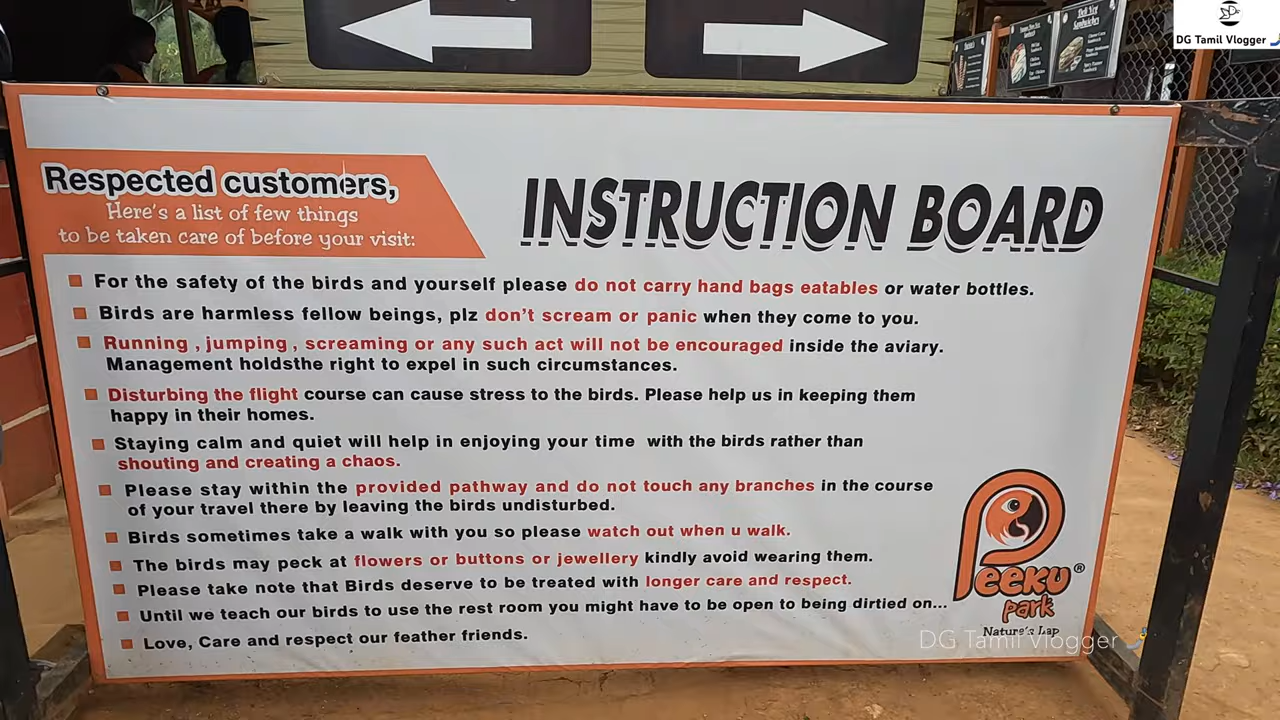 DG Tamil Vlogger
Respected customers,
Here's a list of few things
to be taken care of before your visit:
INSTRUCTION BOARD
For the safety of the birds and yourself please do not carry hand bags eatables or water bottles.
Birds are harmless fellow beings, plz don't scream or panic when they come to you.
Running , jumping , screaming or any such act will not be encouraged inside the aviary.
Management holdsthe right to expel in such circumstances.
Disturbing the flight course can cause stress to the birds. Please help us in keeping them
happy in their homes.
Staying calm and quiet will help in enjoying your time with the birds rather than
shouting and creating a chaos.
Please stay within the provided pathway and do not touch any branches in the course
of your travel there by leaving the birds undisturbed.
Birds sometimes take a walk with you so please watch out when u walk.
The birds may peck at flowers or buttons or jewellery kindly avoid wearing them.
Please take note that Birds deserve to be treated with longer care and respect.
Until we teach our birds to use the rest room you might have to be open to being dirtied on...
Love, Care and respect our feather friends.
Peeku ®
park
Nature's Lap
DG Tamil Vlogger